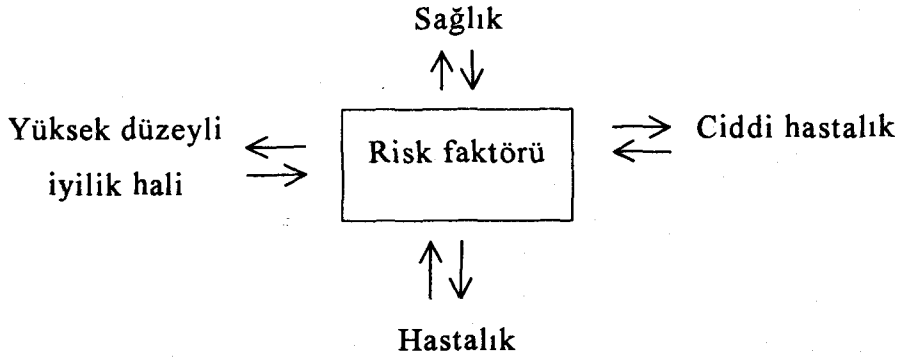 Sağlık
Yüksek düzeyli
iyilik hali
Risk faktörü
Ciddi hastalık
Hastalık